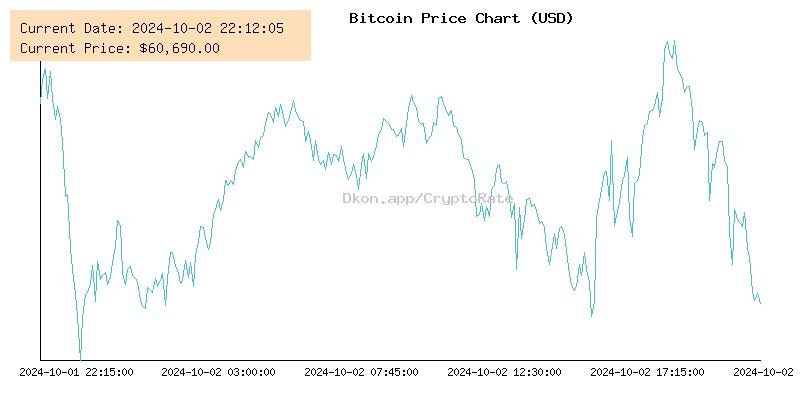 Bitcoin Price Chart (USD)
Current Date: 2024-10-02 22:12:05
Current Price: $60,690.00
Dkon.app/CryptoRate
2024-10-01 22:15:00 2024-10-02 03:00:00 2024-10-02 07:45:00 2024-10-02 12:30:00 2024-10-02 17:15:00 2024-10-02